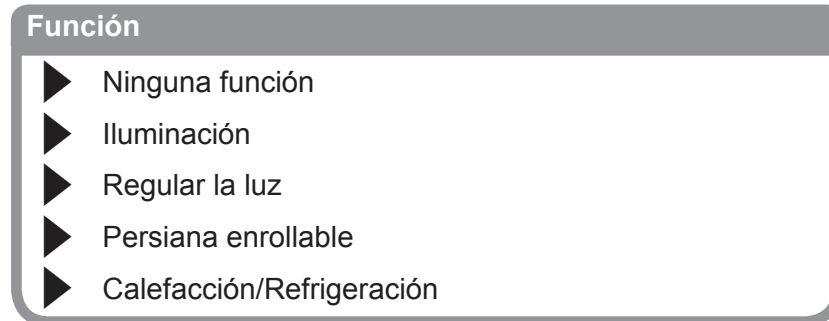 Función
Ninguna función
Iluminación
Regular la luz
Persiana enrollable
Calefacción/Refrigeración